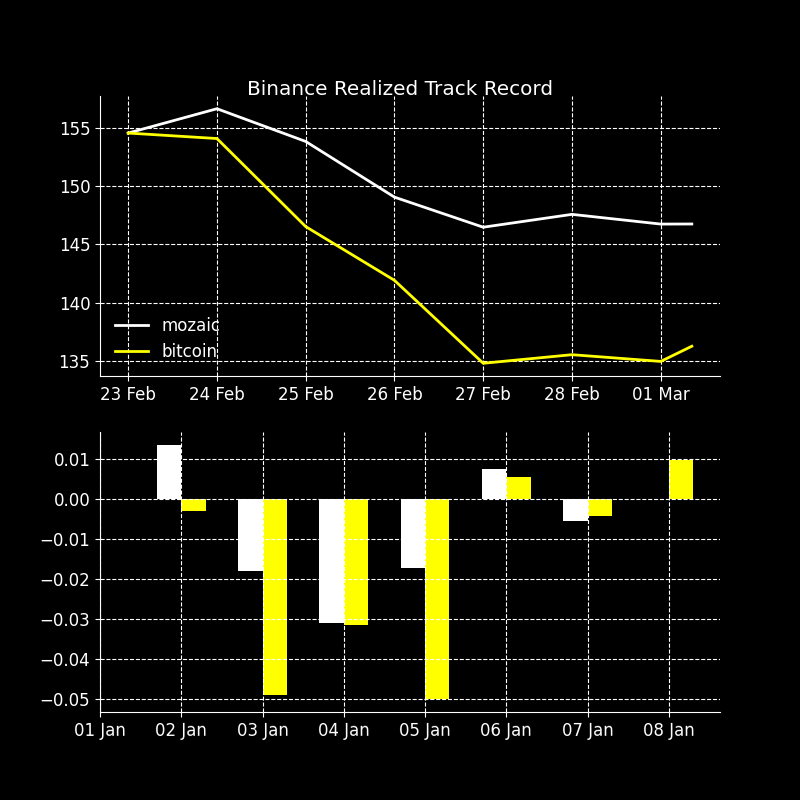 Binance Realized Track Record
155
150
145
140
135
mozaic
bitcoin
23 Feb 24 Feb 25 Feb 26 Feb 27 Feb 28 Feb 01 Mar
0.01
0.00
−0.01
−0.02
−0.03
−0.04
−0.05
01 Jan 02 Jan 03 Jan 04 Jan 05 Jan 06 Jan 07 Jan 08 Jan